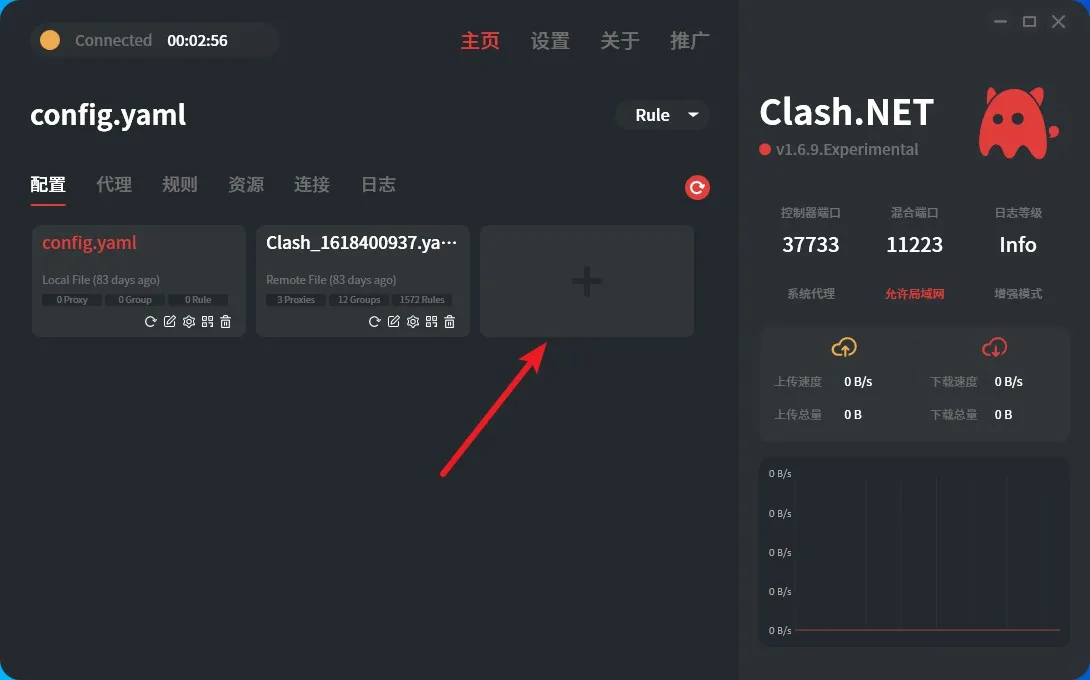 Connected 00:02:56
主页 设置 关于 推广
config.yaml
Rule
配置 代理 规则 资源 连接 日志
config.yaml
Local File (83 days ago)
0 Proxy 0 Group 0 Rule
Clash_1618400937.ya···
Remote File (83 days ago)
3 Proxies 12 Groups 1572 Rules
Clash.NET
v1.6.9.Experimental
控制器端口 混合端口 日志等级
37733 11223 Info
系统代理 允许局域网 增强模式
上传速度 0 B/s 下载速度 0 B/s
上传总量 0 B 下载总量 0 B
0 B/s
0 B/s
0 B/s
0 B/s
0 B/s